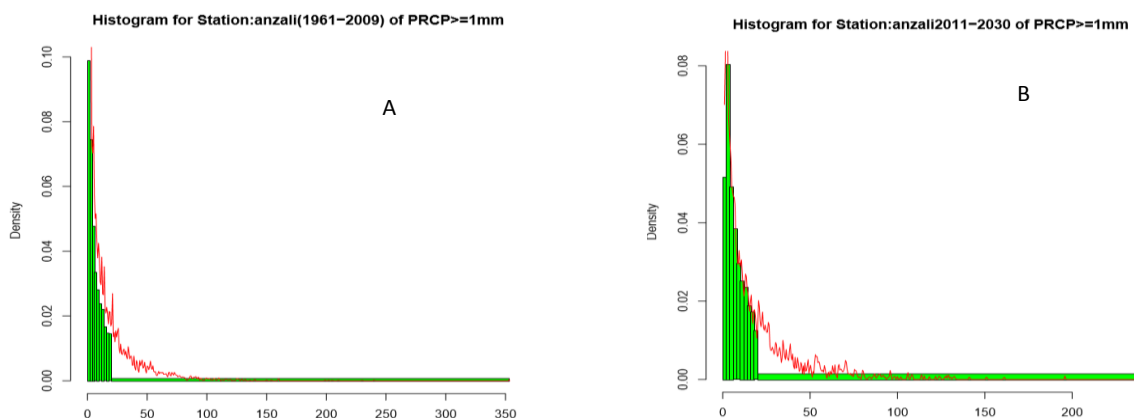 Histogram for Station:anzali(1961−2009) of PRCP>=1mm
A
Density
0.10
0.08
0.06
0.04
0.02
0.00
0 50 100 150 200 250 300 350
Histogram for Station:anzali2011−2030 of PRCP>=1mm
B
Density
0.08
0.06
0.04
0.02
0.00
0 50 100 150 200